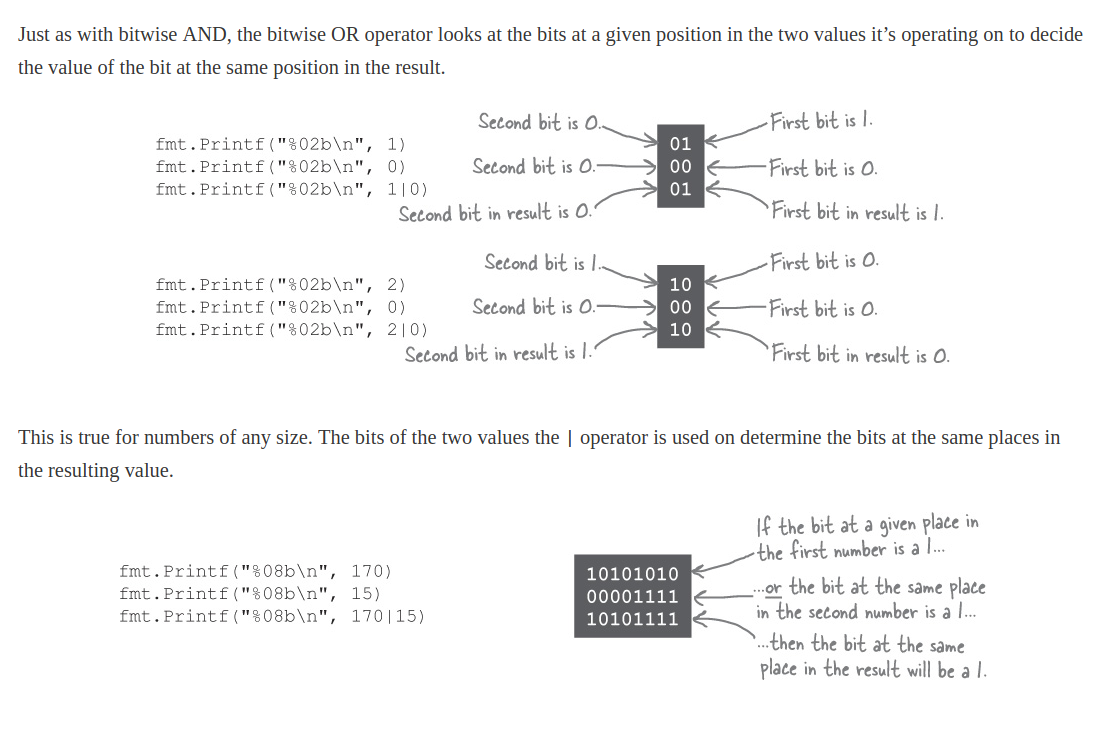 Just as with bitwise AND, the bitwise OR operator looks at the bits at a given position in the two values it’s operating on to decide
the value of the bit at the same position in the result.
Second bit is 0.
First bit is 1.
fmt.Printf("%02b\n", 1)
01
fmt.Printf("%02b\n", 0)
Second bit is 0.
00
First bit is 0.
fmt.Printf("%02b\n", 1|0)
01
Second bit in result is 0.
First bit in result is 1.
Second bit is 1.
First bit is 0.
fmt.Printf("%02b\n", 2)
10
fmt.Printf("%02b\n", 0)
Second bit is 0.
00
First bit is 0.
fmt.Printf("%02b\n", 2|0)
10
Second bit in result is 1.
First bit in result is 0.
This is true for numbers of any size. The bits of the two values the | operator is used on determine the bits at the same places in
the resulting value.
fmt.Printf("%08b\n", 170)
fmt.Printf("%08b\n", 15)
fmt.Printf("%08b\n", 170|15)
10101010
00001111
10101111
If the bit at a given place in
the first number is a 1...
...or the bit at the same place
in the second number is a 1...
...then the bit at the same
place in the result will be a 1.